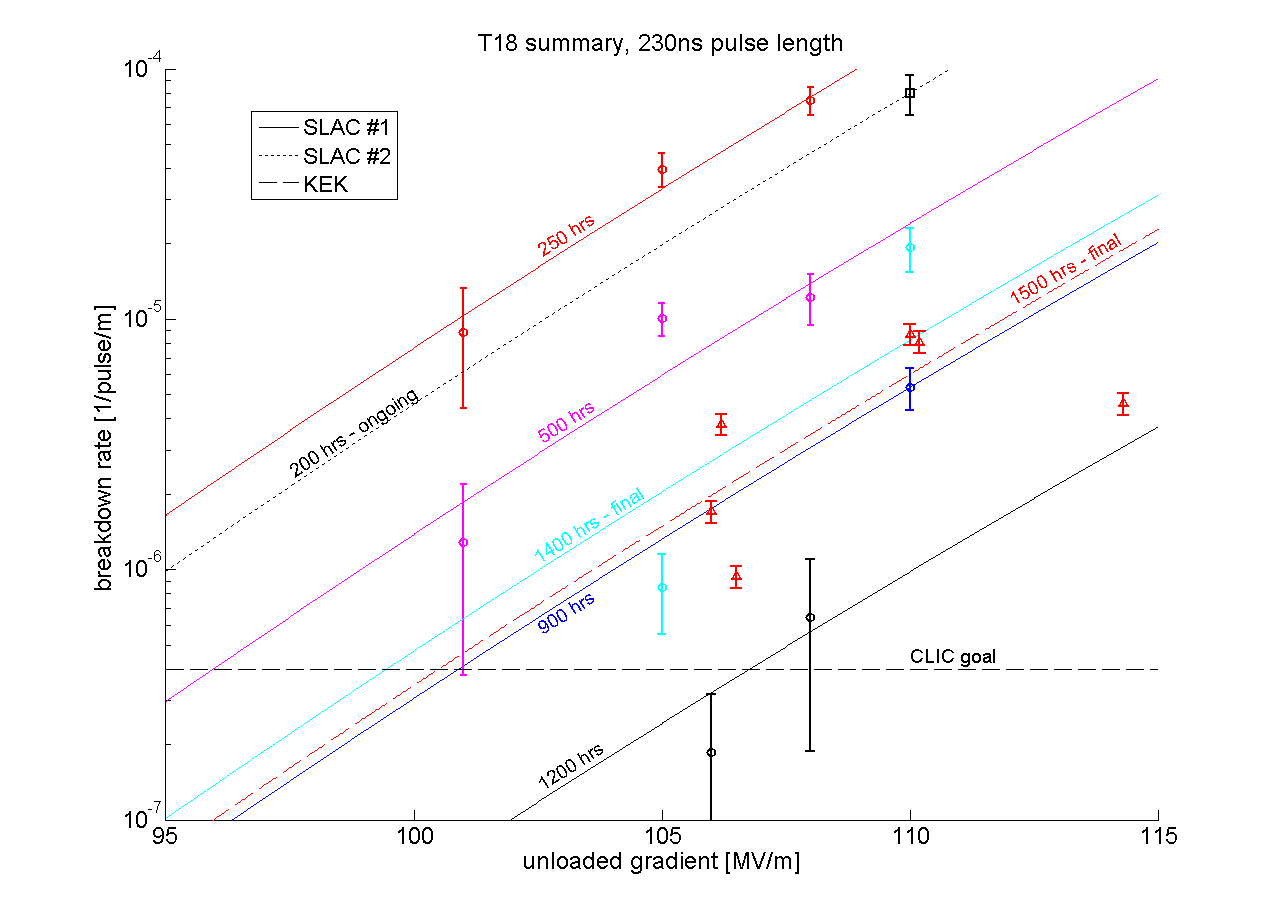 T18 summary, 230ns pulse length
10-4
SLAC #1
SLAC #2
KEK
250 hrs
1500 hrs - final
10-5
breakdown rate [1/pulse/m]
200 hrs - ongoing
500 hrs
1400 hrs - final
10-6
900 hrs
CLIC goal
1200 hrs
10-7
95
100
105
110
115
unloaded gradient [MV/m]